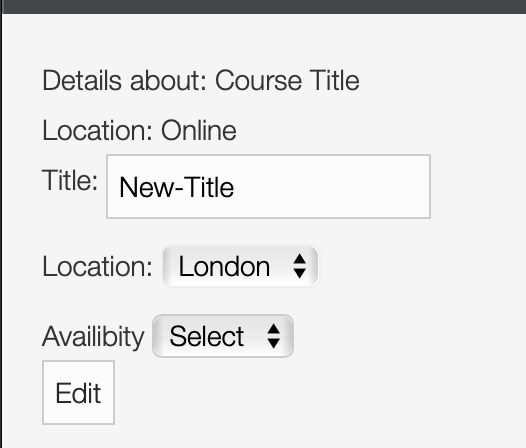 Details about: Course Title
Location: Online
Title: New-Title
Location: London
Availibity Select
Edit